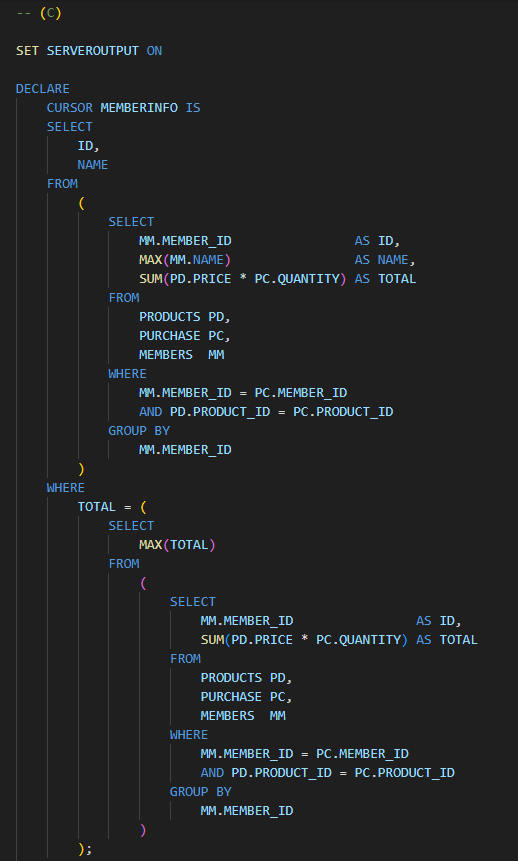 -- (C)
SET SERVEROUTPUT ON
DECLARE
    CURSOR MEMBERINFO IS
    SELECT
        ID,
        NAME
    FROM
        (
            SELECT
                MM.MEMBER_ID                AS ID,
                MAX(MM.NAME)                AS NAME,
                SUM(PD.PRICE * PC.QUANTITY) AS TOTAL
            FROM
                PRODUCTS PD,
                PURCHASE PC,
                MEMBERS  MM
            WHERE
                MM.MEMBER_ID = PC.MEMBER_ID
                AND PD.PRODUCT_ID = PC.PRODUCT_ID
            GROUP BY
                MM.MEMBER_ID
        )
    WHERE
        TOTAL = (
            SELECT
                MAX(TOTAL)
            FROM
                (
                    SELECT
                        MM.MEMBER_ID                AS ID,
                        SUM(PD.PRICE * PC.QUANTITY) AS TOTAL
                    FROM
                        PRODUCTS PD,
                        PURCHASE PC,
                        MEMBERS  MM
                    WHERE
                        MM.MEMBER_ID = PC.MEMBER_ID
                        AND PD.PRODUCT_ID = PC.PRODUCT_ID
                    GROUP BY
                        MM.MEMBER_ID
                )
        );